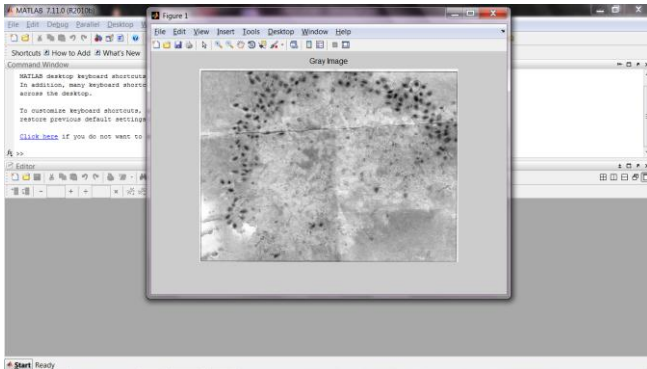 MATLAB 7.11.0 (R2010b)
File Edit Debug Parallel Desktop
Shortcuts How to Add What's New
Command Window
MATLAB desktop keyboard shortcuts
In addition, many keyboard shortc
across the desktop.
To customize keyboard shortcuts,
restore previous default settings
Click here if you do not want to
>>
Editor
Figure 1
File Edit View Insert Tools Desktop Window Help
Gray Image
Start Ready